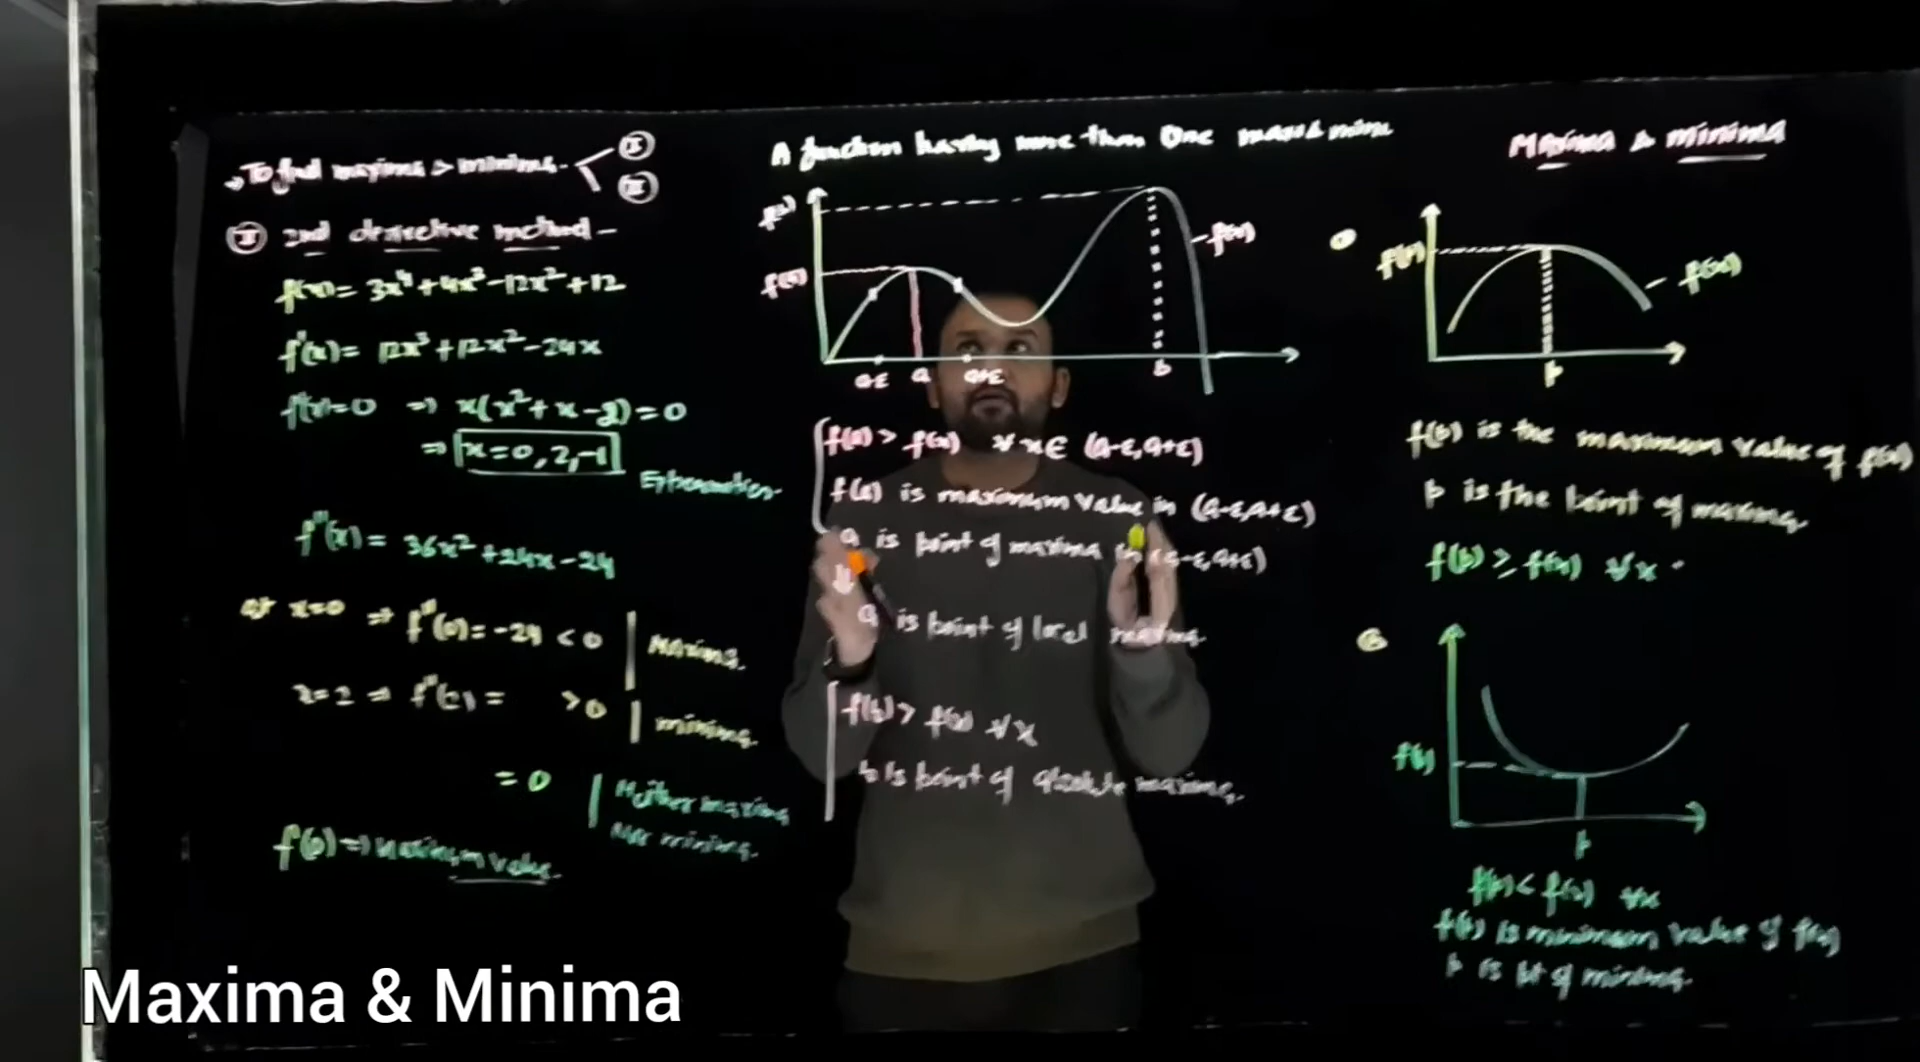 → To find maxima > minima - I
II
II 2nd derivative method -
f(x) = 3x⁴ + 4x³ - 12x² + 12
f'(x) = 12x³ + 12x² - 24x
f'(x) = 0 ⇒ x(x² + x - 2) = 0
⇒ x = 0, 2, -1
f''(x) = 36x² + 24x - 24
at x = 0 ⇒ f''(0) = -24 < 0 | Maxima.
x = 2 ⇒ f''(2) = > 0 | minima.
= 0 | Neither maxima
Nor minima.
f(0) ⇒ maximum value.
A function having more than One maxa mini
f(b)
f(a)
f(x)
a-ε a a+ε b
f(a) > f(x) ∀ x ∈ (a-ε, a+ε)
f(a) is maximum value in (a-ε, a+ε)
a is point of maxima in (a-ε, a+ε)
↓
a is point of local maxima.
f(b) > f(x) ∀ x
b is point of absolute maxima.
Maxima & minima
f(p)
f(x)
p
f(p) is the maximum value of f(x)
p is the point of maxima.
f(p) ≥ f(x) ∀ x
f(p)
p
f(p) < f(x) ∀x
f(p) is minimum value of f(x)
p is pt of minima.
Maxima & Minima